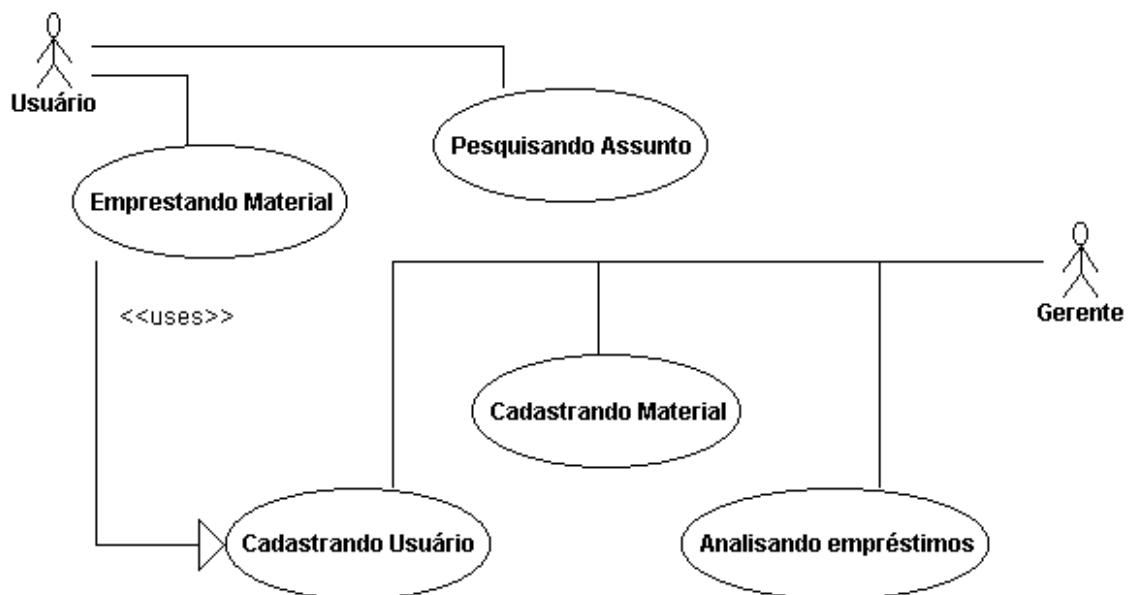 Usuário
Pesquisando Assunto
Emprestando Material
<<uses>>
Gerente
Cadastrando Material
Cadastrando Usuário
Analisando empréstimos